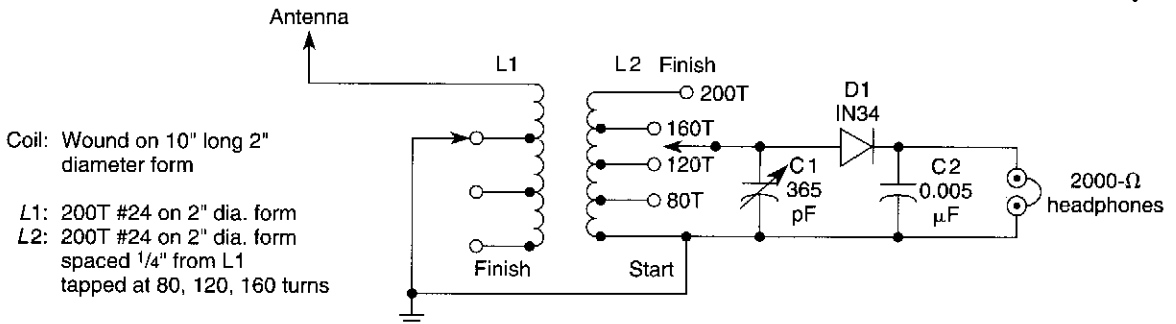 Antenna
L1
L2 Finish
200T
160T
120T
80T
Start
Finish
D1
IN34
C1
365
pF
C2
0.005
μF
2000-Ω
headphones
Coil: Wound on 10" long 2"
diameter form
L1: 200T #24 on 2" dia. form
L2: 200T #24 on 2" dia. form
spaced 1/4" from L1
tapped at 80, 120, 160 turns